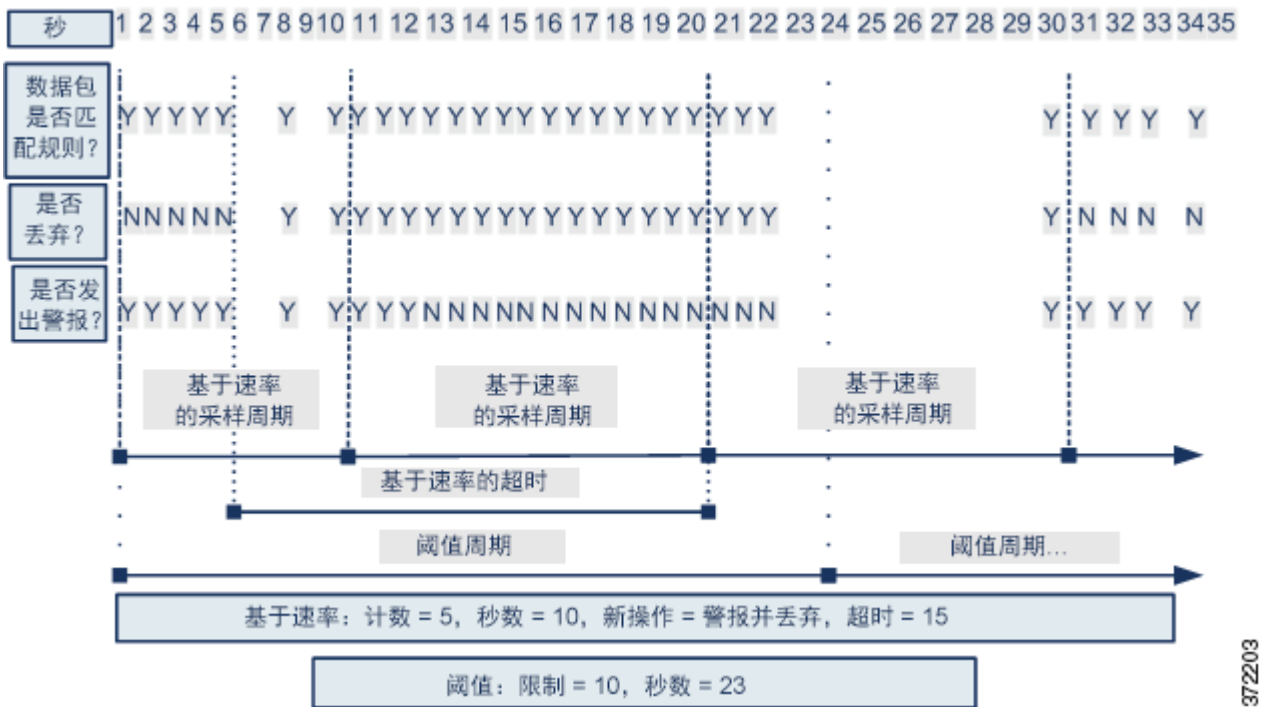 秒 1 2 3 4 5 6 7 8 9 10 11 12 13 14 15 16 17 18 19 20 21 22 23 24 25 26 27 28 29 30 31 32 33 34 35
数据包
是否匹
配规则?
Y Y Y Y Y Y Y Y Y Y Y Y Y Y Y Y Y Y Y Y Y Y Y Y Y Y Y Y Y Y
是否
丢弃?
N N N N N Y Y Y Y Y Y Y Y Y Y Y Y Y Y Y Y Y Y Y Y Y N N N N
是否发
出警报?
Y Y Y Y Y Y Y Y Y Y N N N N N N N N N N N N N N N Y Y Y Y Y
基于速率
的采样周期
基于速率
的采样周期
基于速率
的采样周期
基于速率的超时
阈值周期
阈值周期...
基于速率:计数 = 5,秒数 = 10,新操作 = 警报并丢弃,超时 = 15
阈值:限制 = 10,秒数 = 23
372203